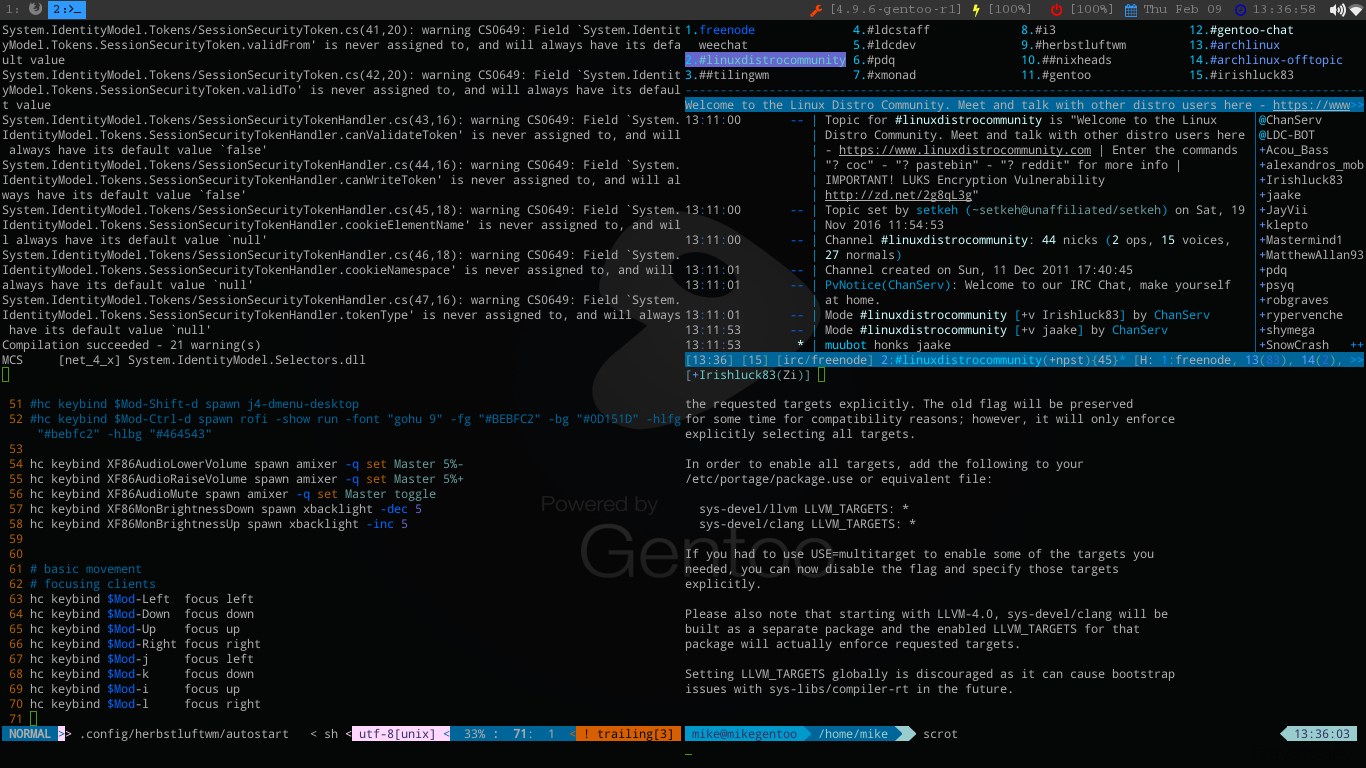 1: 2:>_ [4.9.6-gentoo-r1] [100%] [100%] Thu Feb 09 13:36:58
System.IdentityModel.Tokens/SessionSecurityToken.cs(41,20): warning CS0649: Field `System.Identit
yModel.Tokens.SessionSecurityToken.validFrom' is never assigned to, and will always have its defa
ult value
System.IdentityModel.Tokens/SessionSecurityToken.cs(42,20): warning CS0649: Field `System.Identit
yModel.Tokens.SessionSecurityToken.validTo' is never assigned to, and will always have its defaul
t value
System.IdentityModel.Tokens/SessionSecurityTokenHandler.cs(43,16): warning CS0649: Field `System.
IdentityModel.Tokens.SessionSecurityTokenHandler.canValidateToken' is never assigned to, and will
 always have its default value `false'
System.IdentityModel.Tokens/SessionSecurityTokenHandler.cs(44,16): warning CS0649: Field `System.
IdentityModel.Tokens.SessionSecurityTokenHandler.canWriteToken' is never assigned to, and will al
ways have its default value `false'
System.IdentityModel.Tokens/SessionSecurityTokenHandler.cs(45,18): warning CS0649: Field `System.
IdentityModel.Tokens.SessionSecurityTokenHandler.cookieElementName' is never assigned to, and wil
l always have its default value `null'
System.IdentityModel.Tokens/SessionSecurityTokenHandler.cs(46,18): warning CS0649: Field `System.
IdentityModel.Tokens.SessionSecurityTokenHandler.cookieNamespace' is never assigned to, and will
always have its default value `null'
System.IdentityModel.Tokens/SessionSecurityTokenHandler.cs(47,16): warning CS0649: Field `System.
IdentityModel.Tokens.SessionSecurityTokenHandler.tokenType' is never assigned to, and will always
 have its default value `null'
Compilation succeeded - 21 warning(s)
MCS     [net_4_x] System.IdentityModel.Selectors.dll
1.freenode 4.#ldcstaff 8.#i3 12.#gentoo-chat
weechat 5.#ldcdev 9.#herbstluftwm 13.#archlinux
2.#linuxdistrocommunity 6.#pdq 10.##nixheads 14.#archlinux-offtopic
3.##tilingwm 7.#xmonad 11.#gentoo 15.#irishluck83
Welcome to the Linux Distro Community. Meet and talk with other distro users here - https://www>>
13:11:00 -- | Topic for #linuxdistrocommunity is "Welcome to the Linux @ChanServ
| Distro Community. Meet and talk with other distro users here @LDC-BOT
| - https://www.linuxdistrocommunity.com | Enter the commands +Acou_Bass
| "? coc" - "? pastebin" - "? reddit" for more info | +alexandros_mob
| IMPORTANT! LUKS Encryption Vulnerability +Irishluck83
| http://zd.net/2g8qL3g" +jaake
13:11:00 -- | Topic set by setkeh (~setkeh@unaffiliated/setkeh) on Sat, 19 +JayVii
| Nov 2016 11:54:53 +klepto
13:11:00 -- | Channel #linuxdistrocommunity: 44 nicks (2 ops, 15 voices, +Mastermind1
| 27 normals) +MatthewAllan93
13:11:01 -- | Channel created on Sun, 11 Dec 2011 17:40:45 +pdq
13:11:01 -- | PvNotice(ChanServ): Welcome to our IRC Chat, make yourself +psyq
| at home. +robgraves
13:11:01 -- | Mode #linuxdistrocommunity [+v Irishluck83] by ChanServ +rypervenche
13:11:53 -- | Mode #linuxdistrocommunity [+v jaake] by ChanServ +shymega
13:11:53 * | muubot honks jaake +SnowCrash ++
[13:36] [15] [irc/freenode] 2:#linuxdistrocommunity(+npst){45}* [H: 1:freenode, 13(83), 14(2), >>
[+Irishluck83(Zi)]
51 #hc keybind $Mod-Shift-d spawn j4-dmenu-desktop
52 #hc keybind $Mod-Ctrl-d spawn rofi -show run -font "gohu 9" -fg "#BEBFC2" -bg "#0D151D" -hlfg
"#bebfc2" -hlbg "#464543"
53
54 hc keybind XF86AudioLowerVolume spawn amixer -q set Master 5%-
55 hc keybind XF86AudioRaiseVolume spawn amixer -q set Master 5%+
56 hc keybind XF86AudioMute spawn amixer -q set Master toggle
57 hc keybind XF86MonBrightnessDown spawn xbacklight -dec 5
58 hc keybind XF86MonBrightnessUp spawn xbacklight -inc 5
59
60
61 # basic movement
62 # focusing clients
63 hc keybind $Mod-Left  focus left
64 hc keybind $Mod-Down  focus down
65 hc keybind $Mod-Up    focus up
66 hc keybind $Mod-Right focus right
67 hc keybind $Mod-j     focus left
68 hc keybind $Mod-k     focus down
69 hc keybind $Mod-i     focus up
70 hc keybind $Mod-l     focus right
71
NORMAL >> .config/herbstluftwm/autostart < sh < utf-8[unix] < 33% : 71: 1 < ! trailing[3]
Powered by
Gentoo
the requested targets explicitly. The old flag will be preserved
for some time for compatibility reasons; however, it will only enforce
explicitly selecting all targets.
In order to enable all targets, add the following to your
/etc/portage/package.use or equivalent file:
sys-devel/llvm LLVM_TARGETS: *
sys-devel/clang LLVM_TARGETS: *
If you had to use USE=multitarget to enable some of the targets you
needed, you can now disable the flag and specify those targets
explicitly.
Please also note that starting with LLVM-4.0, sys-devel/clang will be
built as a separate package and the enabled LLVM_TARGETS for that
package will actually enforce requested targets.
Setting LLVM_TARGETS globally is discouraged as it can cause bootstrap
issues with sys-libs/compiler-rt in the future.
mike@mikegentoo /home/mike scrot 13:36:03
_